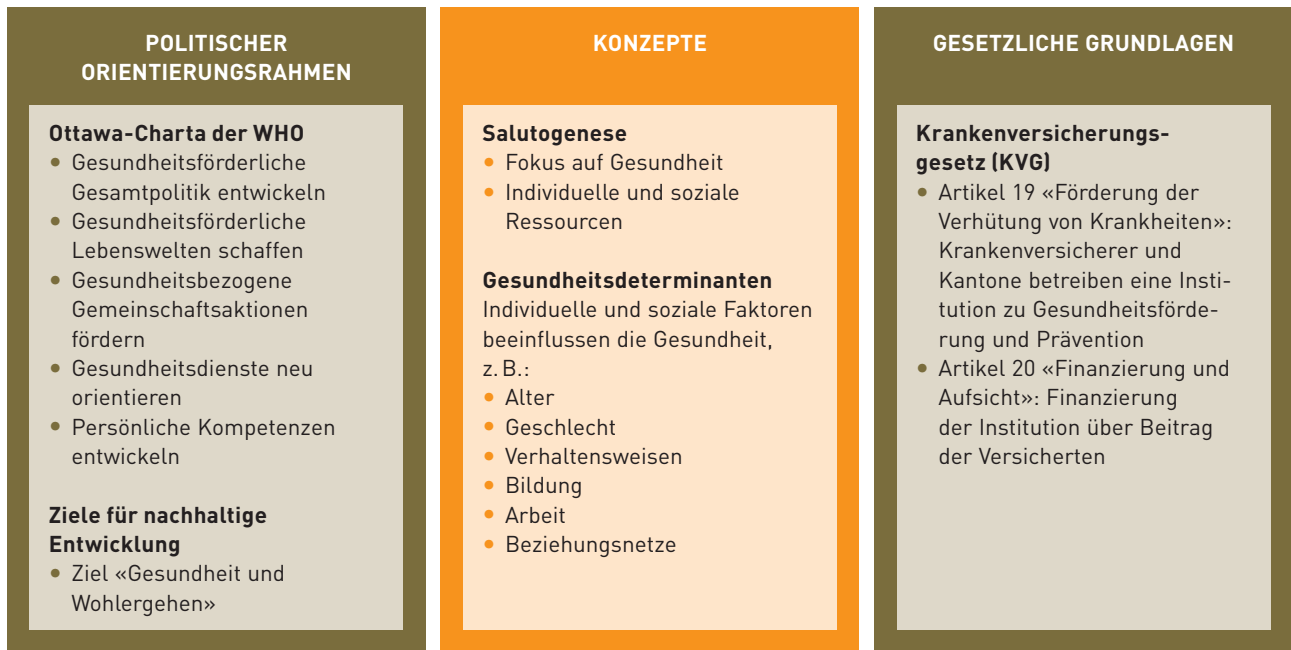 POLITISCHER
ORIENTIERUNGSRAHMEN
Ottawa-Charta der WHO
• Gesundheitsförderliche
Gesamtpolitik entwickeln
• Gesundheitsförderliche
Lebenswelten schaffen
• Gesundheitsbezogene
Gemeinschaftsaktionen
fördern
• Gesundheitsdienste neu
orientieren
• Persönliche Kompetenzen
entwickeln
Ziele für nachhaltige
Entwicklung
• Ziel «Gesundheit und
Wohlergehen»
KONZEPTE
Salutogenese
• Fokus auf Gesundheit
• Individuelle und soziale
Ressourcen
Gesundheitsdeterminanten
Individuelle und soziale Faktoren
beeinflussen die Gesundheit,
z. B.:
• Alter
• Geschlecht
• Verhaltensweisen
• Bildung
• Arbeit
• Beziehungsnetze
GESETZLICHE GRUNDLAGEN
Krankenversicherungs-
gesetz (KVG)
• Artikel 19 «Förderung der
Verhütung von Krankheiten»:
Krankenversicherer und
Kantone betreiben eine Insti-
tution zu Gesundheitsförde-
rung und Prävention
• Artikel 20 «Finanzierung und
Aufsicht»: Finanzierung
der Institution über Beitrag
der Versicherten